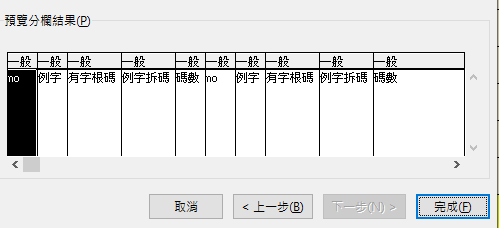 預覽分欄結果(P)
一般 一般 一般 一般 一般 一般 一般 一般 一般 一般
no 例字 有字根碼 例字拆碼 碼數 no 例字 有字根碼 例字拆碼 碼數
取消 < 上一步(B) 下一步(N) > 完成(F)